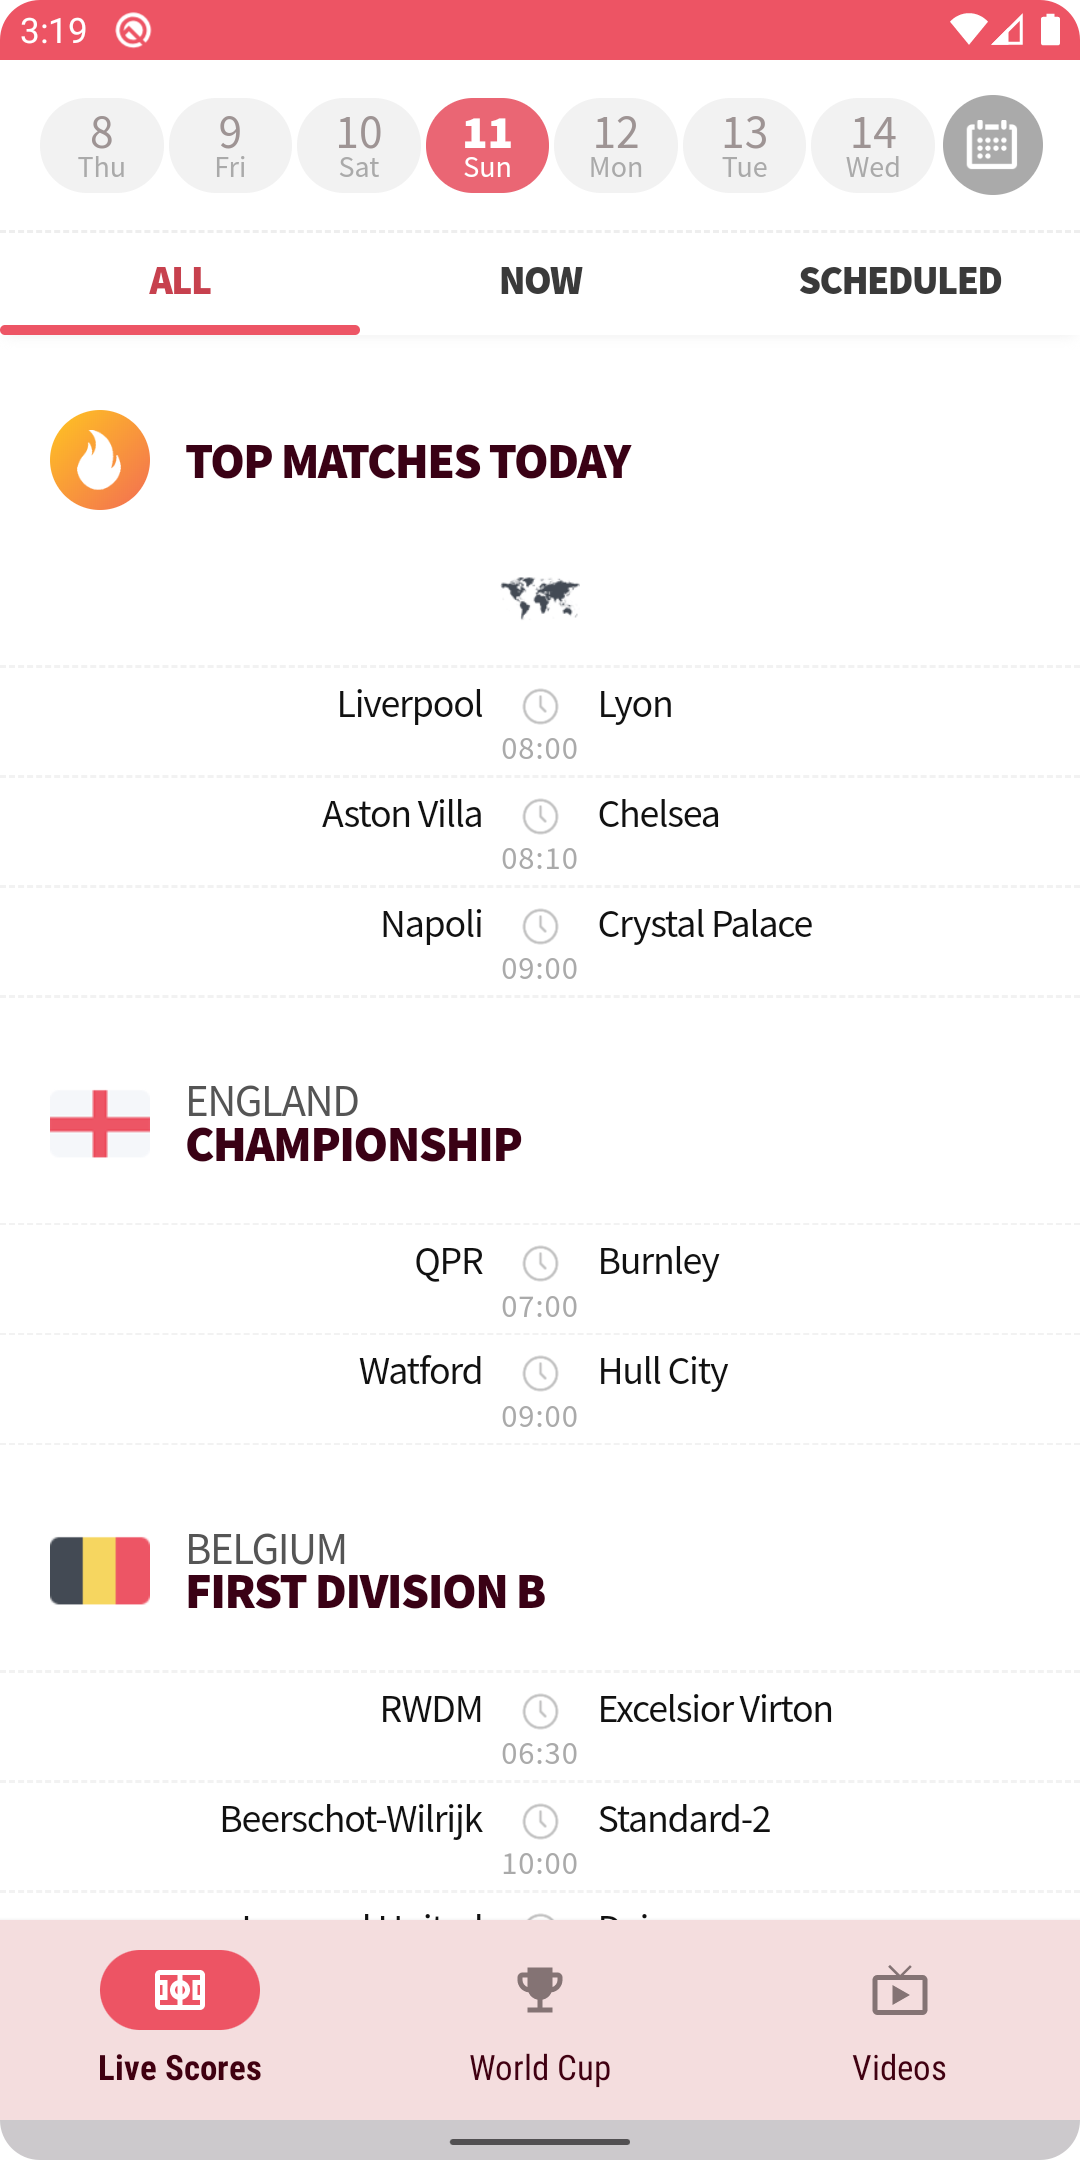 3:19
8 9 10 11 12 13 14
Thu Fri Sat Sun Mon Tue Wed
ALL NOW SCHEDULED
TOP MATCHES TODAY
Liverpool Lyon
08:00
Aston Villa Chelsea
08:10
Napoli Crystal Palace
09:00
ENGLAND
CHAMPIONSHIP
QPR Burnley
07:00
Watford Hull City
09:00
BELGIUM
FIRST DIVISION B
RWDM Excelsior Virton
06:30
Beerschot-Wilrijk Standard-2
10:00
Live Scores World Cup Videos